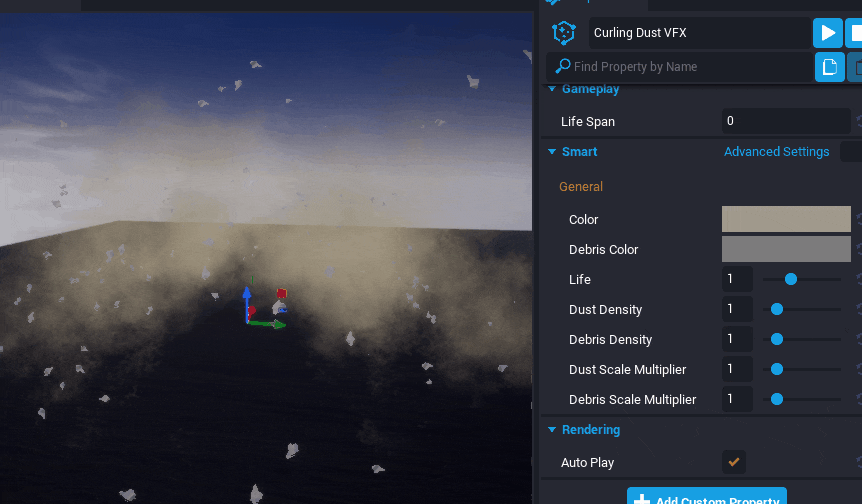 Curling Dust VFX
Find Property by Name
Gameplay
Life Span 0
Smart Advanced Settings
General
Color
Debris Color
Life 1
Dust Density 1
Debris Density 1
Dust Scale Multiplier 1
Debris Scale Multiplier 1
Rendering
Auto Play
Add Custom Property